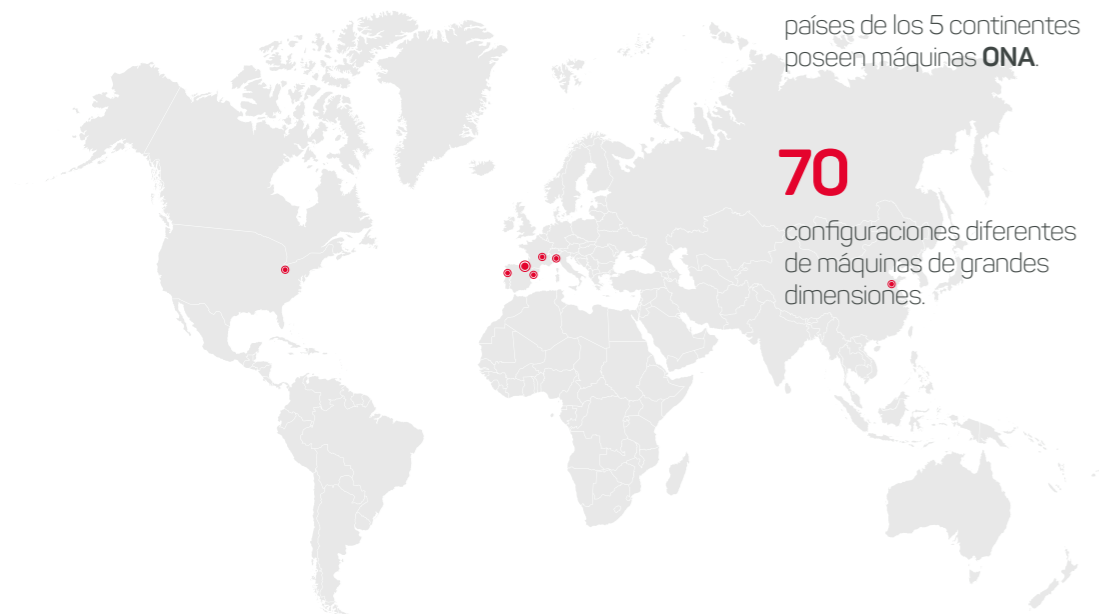 países de los 5 continentes
poseen máquinas ONA.
70
configuraciones diferentes
de máquinas de grandes
dimensiones.